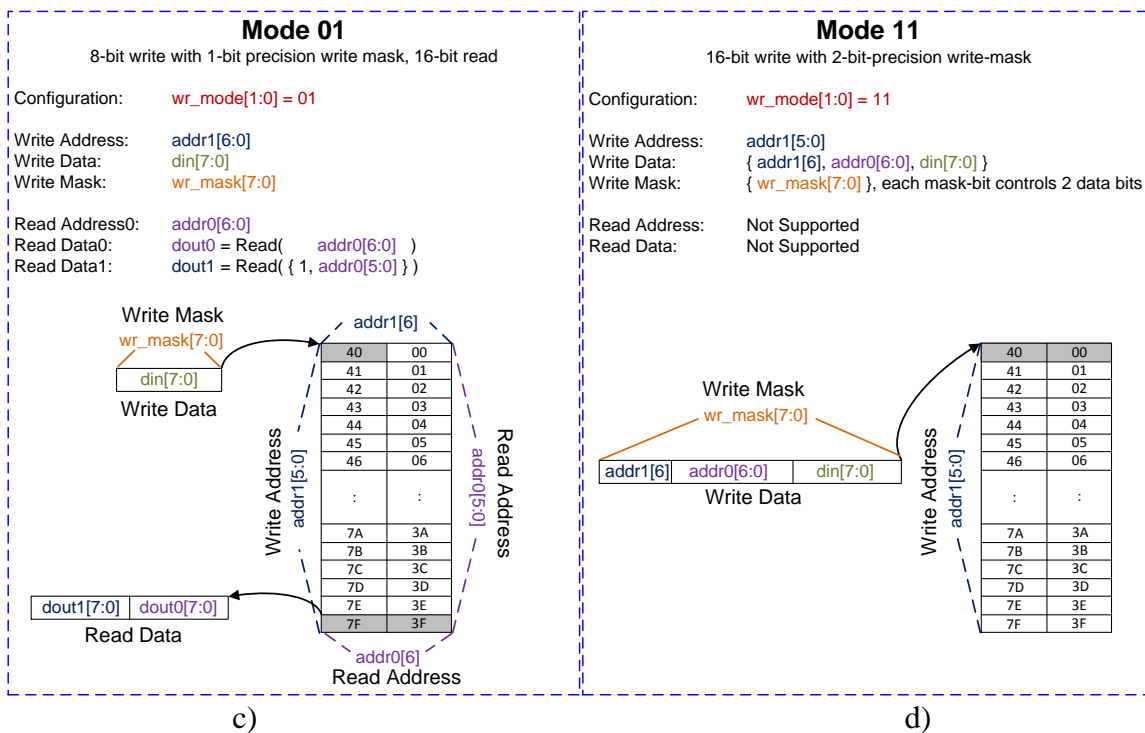 Mode 01
8-bit write with 1-bit precision write mask, 16-bit read
Configuration: wr_mode[1:0] = 01
Write Address: addr1[6:0]
Write Data: din[7:0]
Write Mask: wr_mask[7:0]
Read Address0: addr0[6:0]
Read Data0: dout0 = Read( addr0[6:0] )
Read Data1: dout1 = Read( { 1, addr0[5:0] } )
Write Mask
wr_mask[7:0]
din[7:0]
Write Data
addr1[6]
40 00
41 01
42 02
43 03
44 04
45 05
46 06
: :
7A 3A
7B 3B
7C 3C
7D 3D
7E 3E
7F 3F
Write Address
addr1[5:0]
addr0[5:0]
Read Address
dout1[7:0] dout0[7:0]
Read Data
addr0[6]
Read Address
c)
Mode 11
16-bit write with 2-bit-precision write-mask
Configuration: wr_mode[1:0] = 11
Write Address: addr1[5:0]
Write Data: { addr1[6], addr0[6:0], din[7:0] }
Write Mask: { wr_mask[7:0] }, each mask-bit controls 2 data bits
Read Address: Not Supported
Read Data: Not Supported
Write Mask
wr_mask[7:0]
addr1[6] addr0[6:0] din[7:0]
Write Data
Write Address
addr1[5:0]
40 00
41 01
42 02
43 03
44 04
45 05
46 06
: :
7A 3A
7B 3B
7C 3C
7D 3D
7E 3E
7F 3F
d)